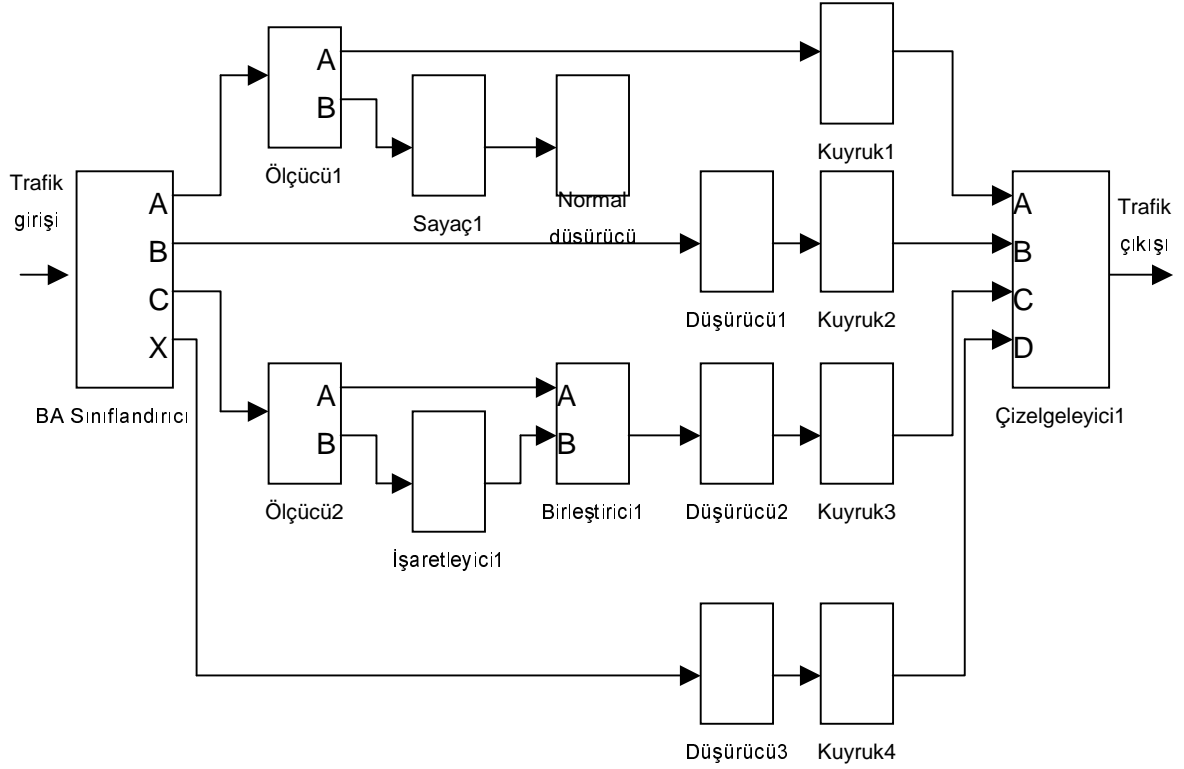 A
B
Ölçücü1
Sayaç1
Normal
düşürücü
Kuyruk1
Trafik
girişi
A
B
C
X
BA Sınıflandırıcı
Düşürücü1
Kuyruk2
A
B
C
D
Çizelgeleyici1
Trafik
çıkışı
A
B
Ölçücü2
İşaretleyici1
A
B
Birleştirici1
Düşürücü2
Kuyruk3
Düşürücü3
Kuyruk4